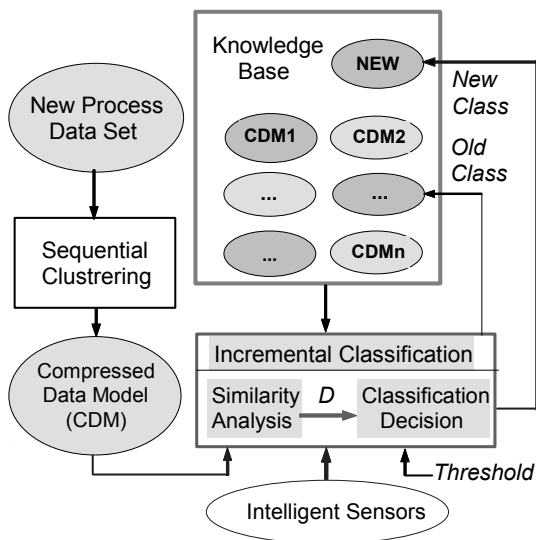 Knowledge
Base
NEW
New
Class
New Process
Data Set
CDM1
CDM2
Old
Class
...
...
Sequential
Clustrering
...
CDMn
Incremental Classification
Compressed
Data Model
(CDM)
Similarity
Analysis
D
Classification
Decision
Threshold
Intelligent Sensors